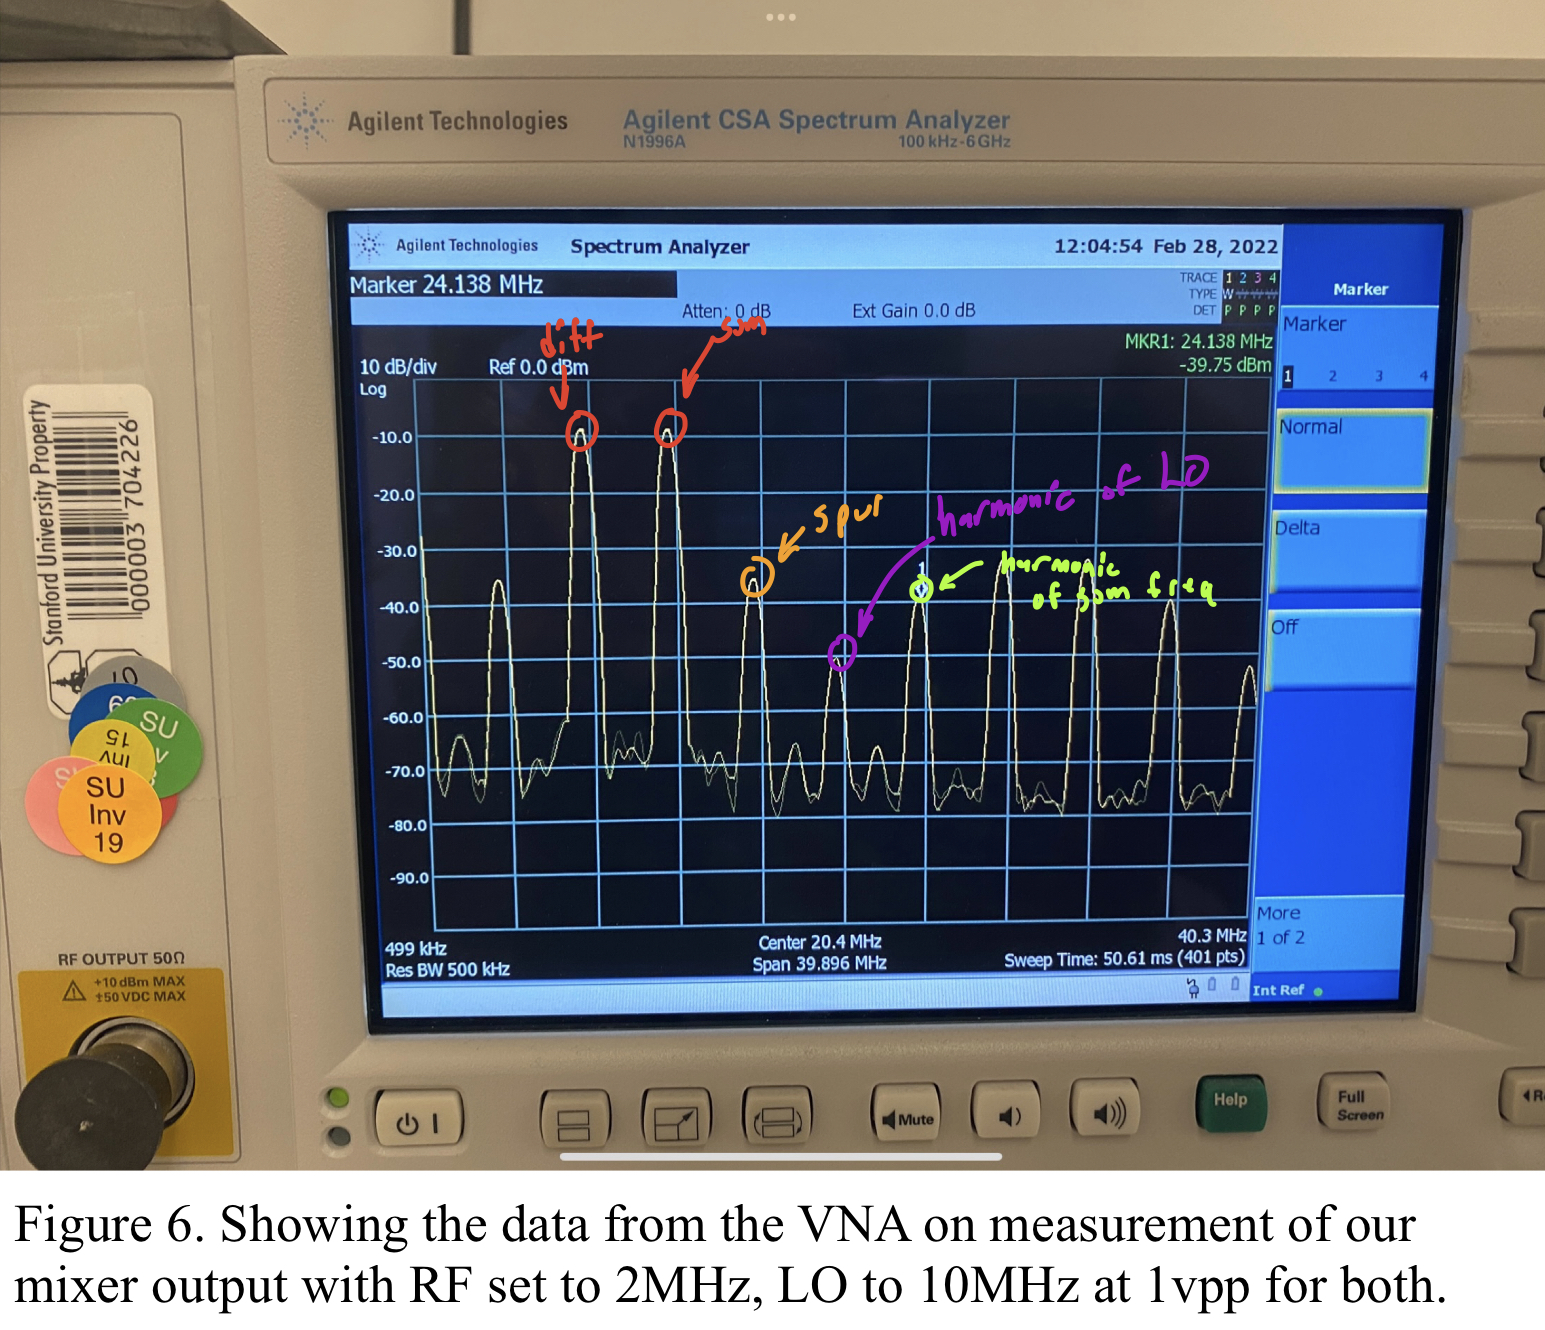 Agilent Technologies
Agilent CSA Spectrum Analyzer
N1996A
100 kHz-6GHz
Agilent Technologies
Spectrum Analyzer
12:04:54 Feb 28, 2022
Marker 24.138 MHz
TRACE 1 2 3 4
TYPE W
DET P P P P
Atten: 0 dB
Ext Gain 0.0 dB
Marker
Marker
1 2 3 4
Normal
Delta
Off
More
1 of 2
diff
sum
MKR1: 24.138 MHz
-39.75 dBm
10 dB/div
Ref 0.0 dBm
Log
-10.0
-20.0
-30.0
-40.0
-50.0
-60.0
-70.0
-80.0
-90.0
spur
harmonic of LO
1
harmonic
of sum freq
499 kHz
Center 20.4 MHz
40.3 MHz
Res BW 500 kHz
Span 39.896 MHz
Sweep Time: 50.61 ms (401 pts)
Int Ref
Stanford University Property
000003 704226
SU
15
Inv
SU
Inv
19
RF OUTPUT 50Ω
+10 dBm MAX
±50 VDC MAX
Mute
Help
Full
Screen
Figure 6. Showing the data from the VNA on measurement of our
mixer output with RF set to 2MHz, LO to 10MHz at 1vpp for both.